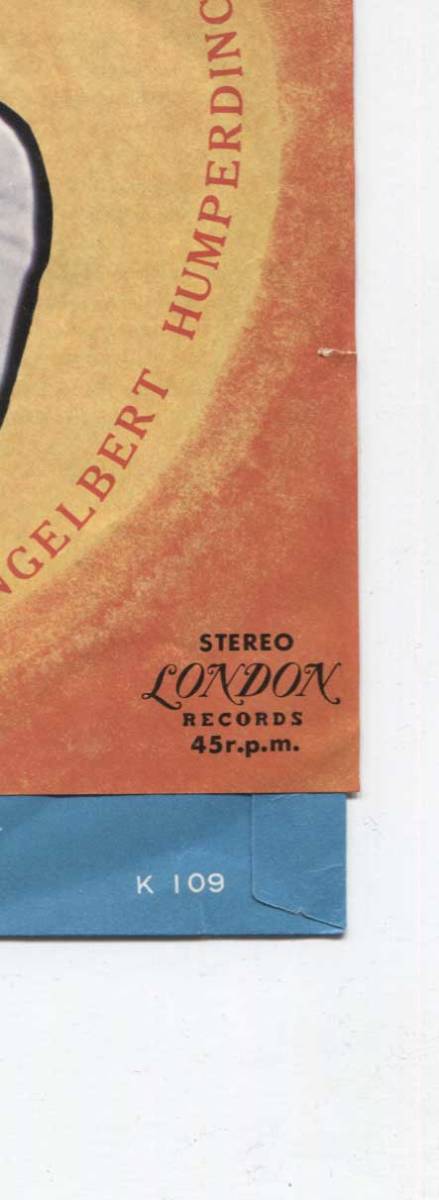 NGELBERT HUMPERDINC
STEREO
LONDON
RECORDS
45r.p.m.
K 109